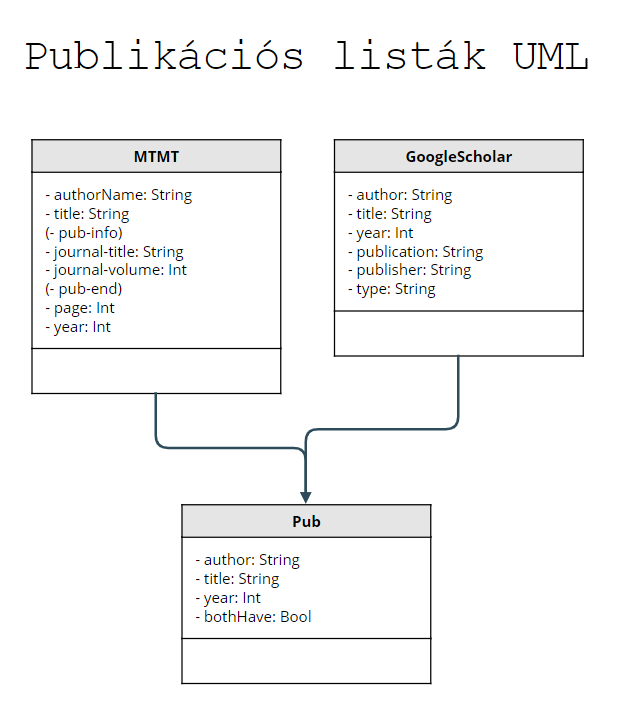 Publikációs listák UML
MTMT
- authorName: String
- title: String
(- pub-info)
- journal-title: String
- journal-volume: Int
(- pub-end)
- page: Int
- year: Int
GoogleScholar
- author: String
- title: String
- year: Int
- publication: String
- publisher: String
- type: String
Pub
- author: String
- title: String
- year: Int
- bothHave: Bool